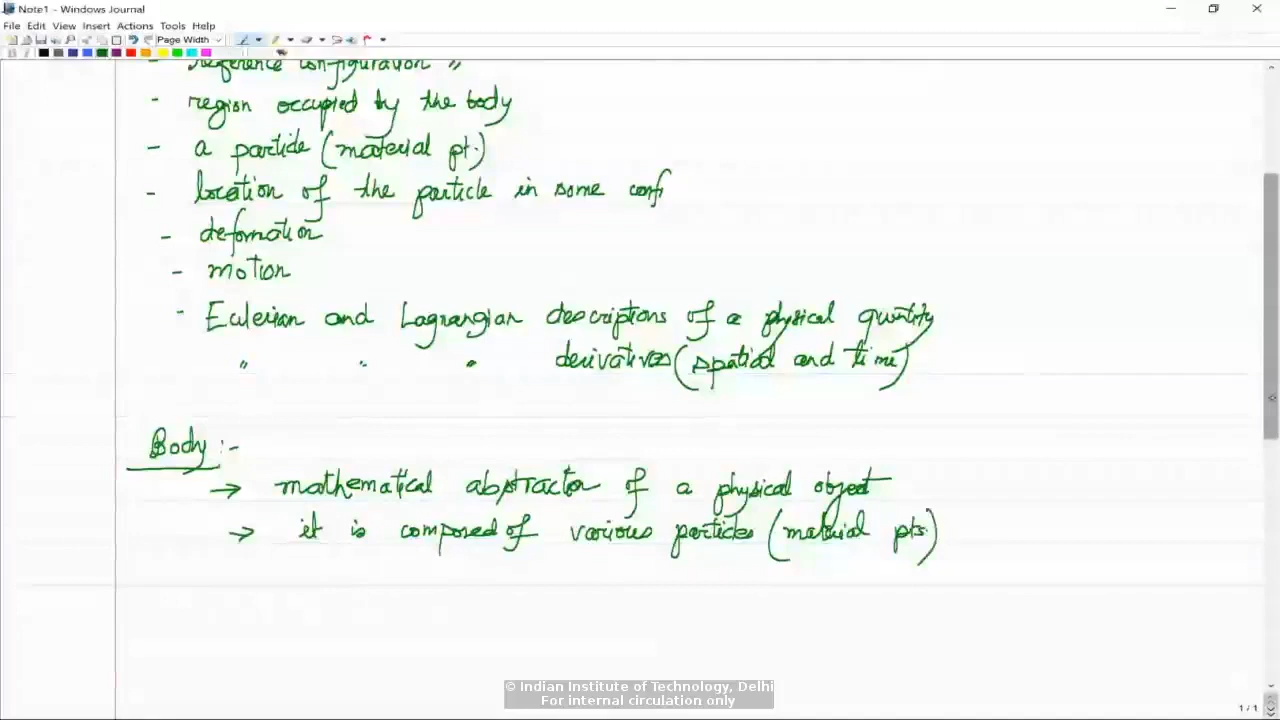 Note1 - Windows Journal
File Edit View Insert Actions Tools Help
Page Width
- reference configuration "
- region occupied by the body
- a particle (material pt.)
- location of the particle in some conf
- deformation
- motion
- Eulerian and Lagrangian descriptions of a physical quantity
" " " derivatives (spatial and time)
Body :-
→ mathematical abstraction of a physical object
→ it is composed of various particles (material pts.)
© Indian Institute of Technology, Delhi
For internal circulation only
1 / 1